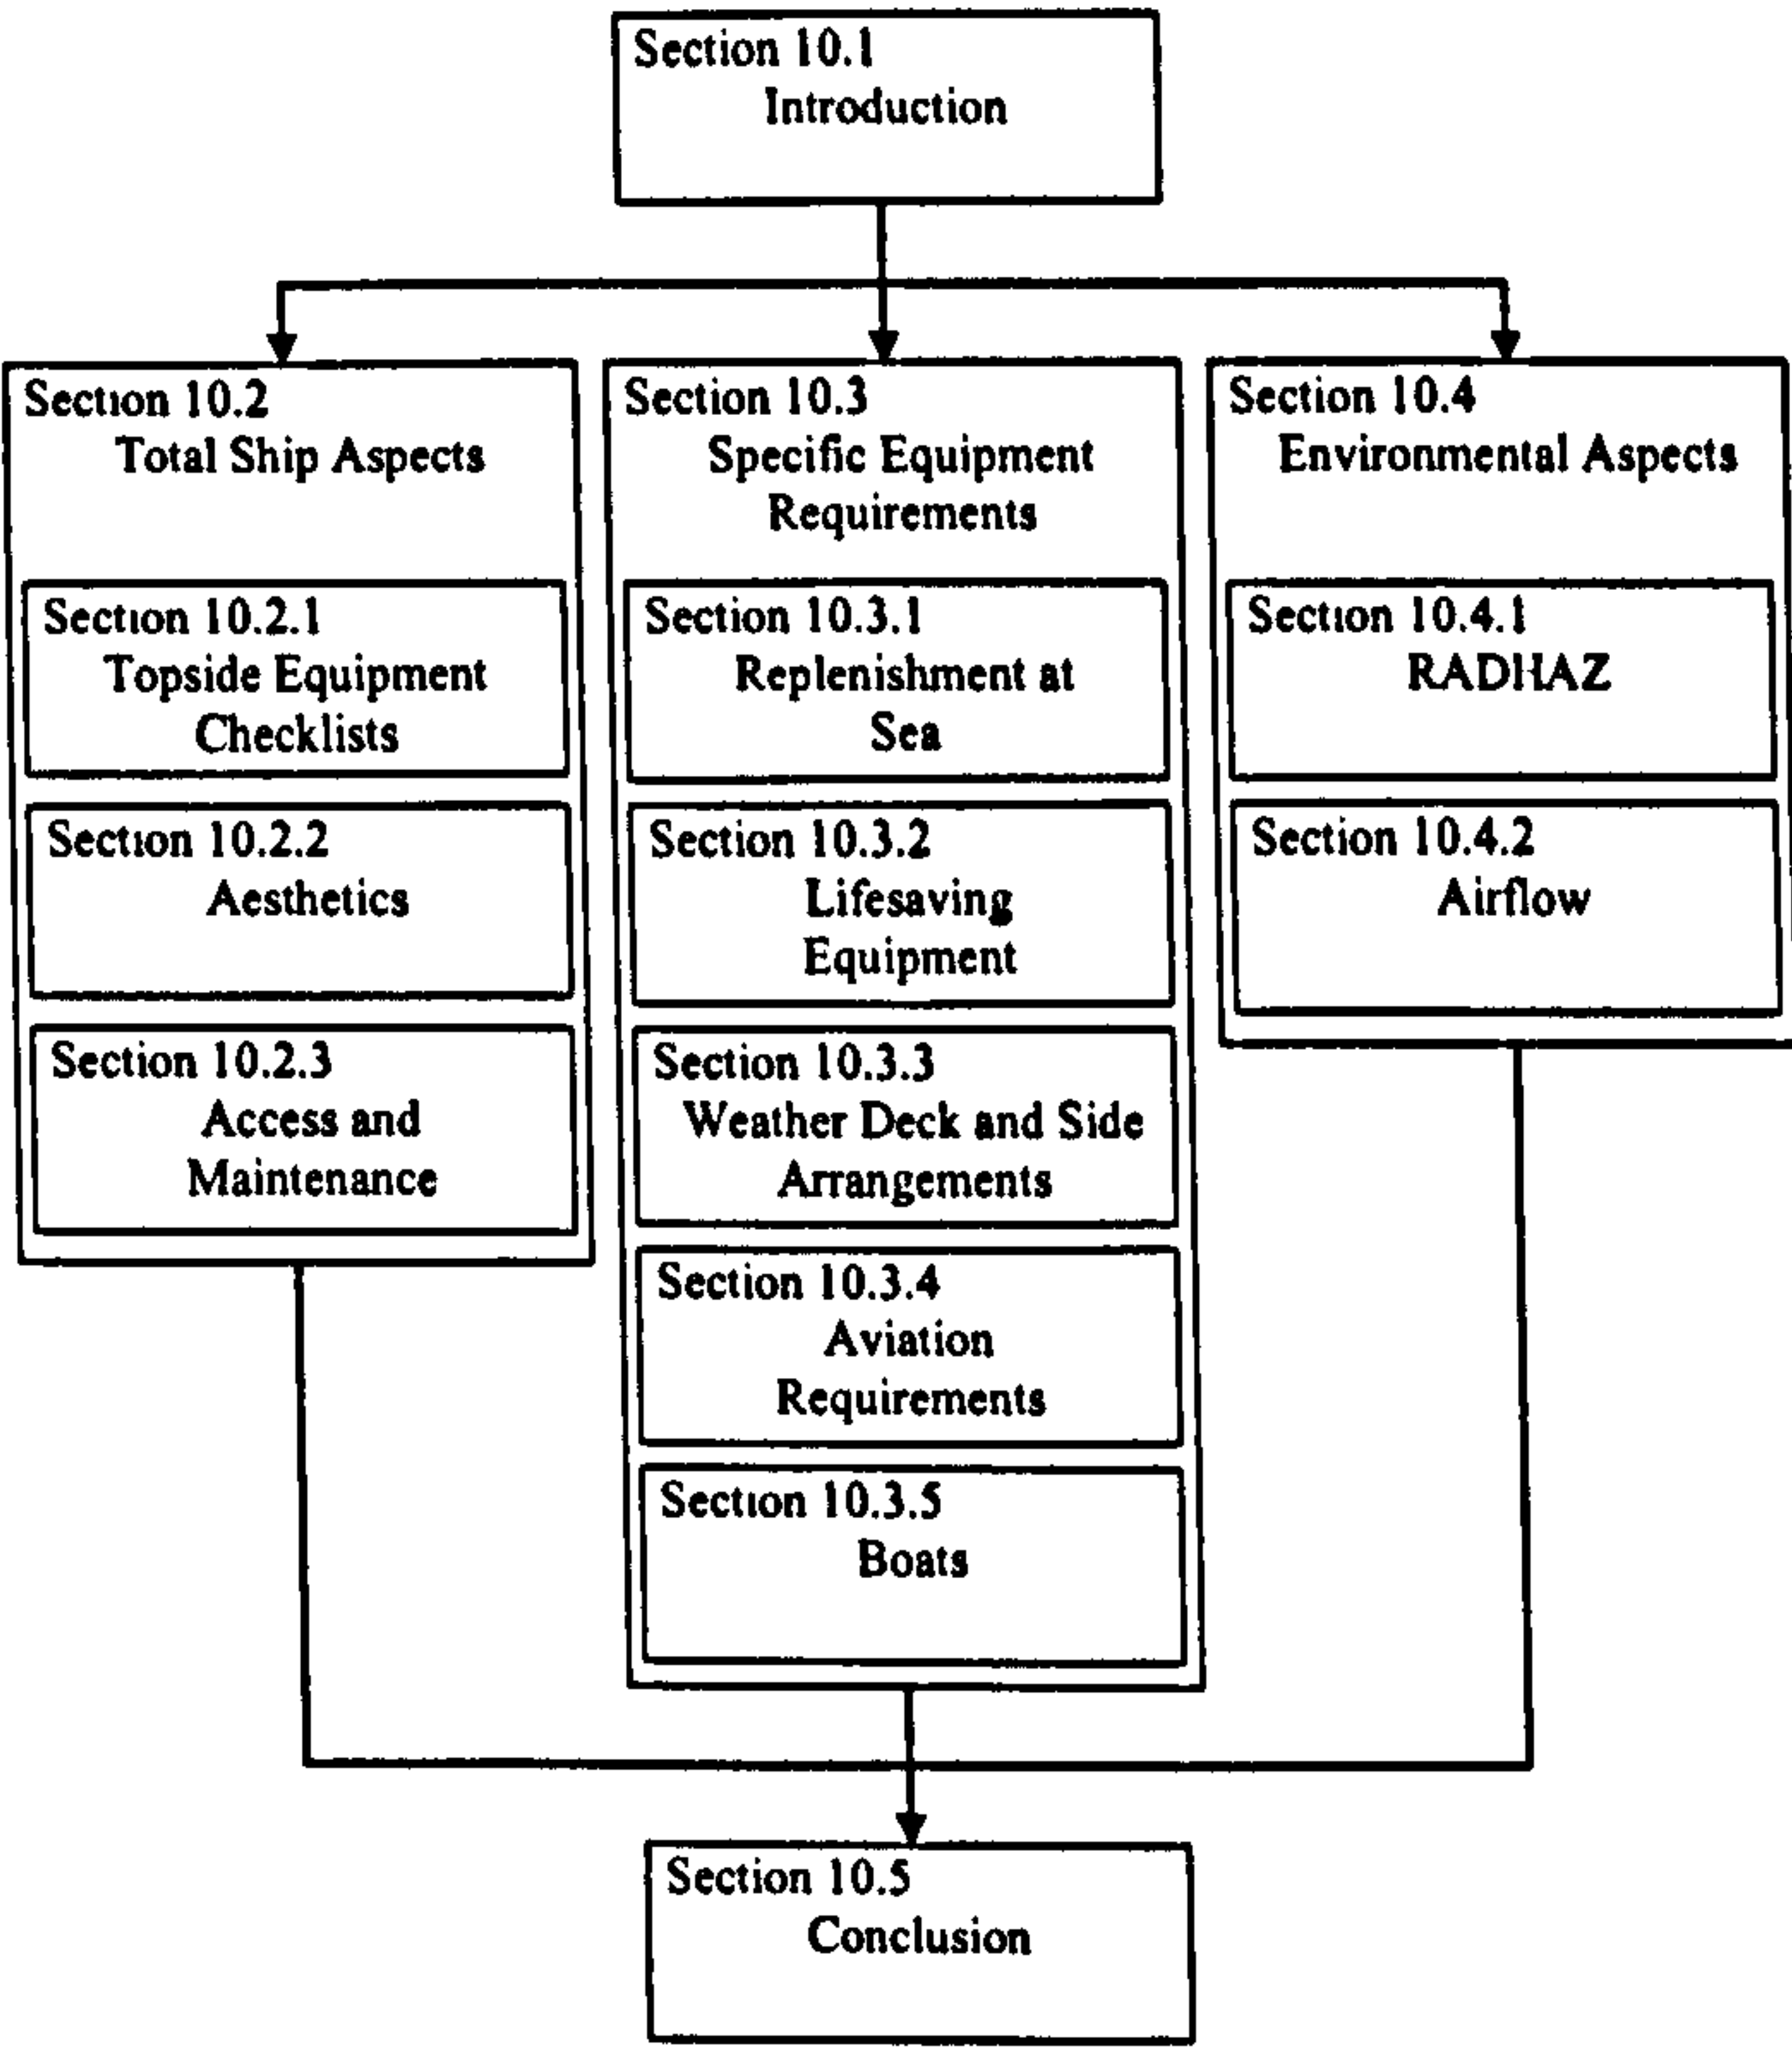 Section 10.1
Introduction
Section 10.2
Total Ship Aspects
Section 10.2.1
Topside Equipment
Checklists
Section 10.2.2
Aesthetics
Section 10.2.3
Access and
Maintenance
Section 10.3
Specific Equipment
Requirements
Section 10.3.1
Replenishment at
Sea
Section 10.3.2
Lifesaving
Equipment
Section 10.3.3
Weather Deck and Side
Arrangements
Section 10.3.4
Aviation
Requirements
Section 10.3.5
Boats
Section 10.4
Environmental Aspects
Section 10.4.1
RADHAZ
Section 10.4.2
Airflow
Section 10.5
Conclusion